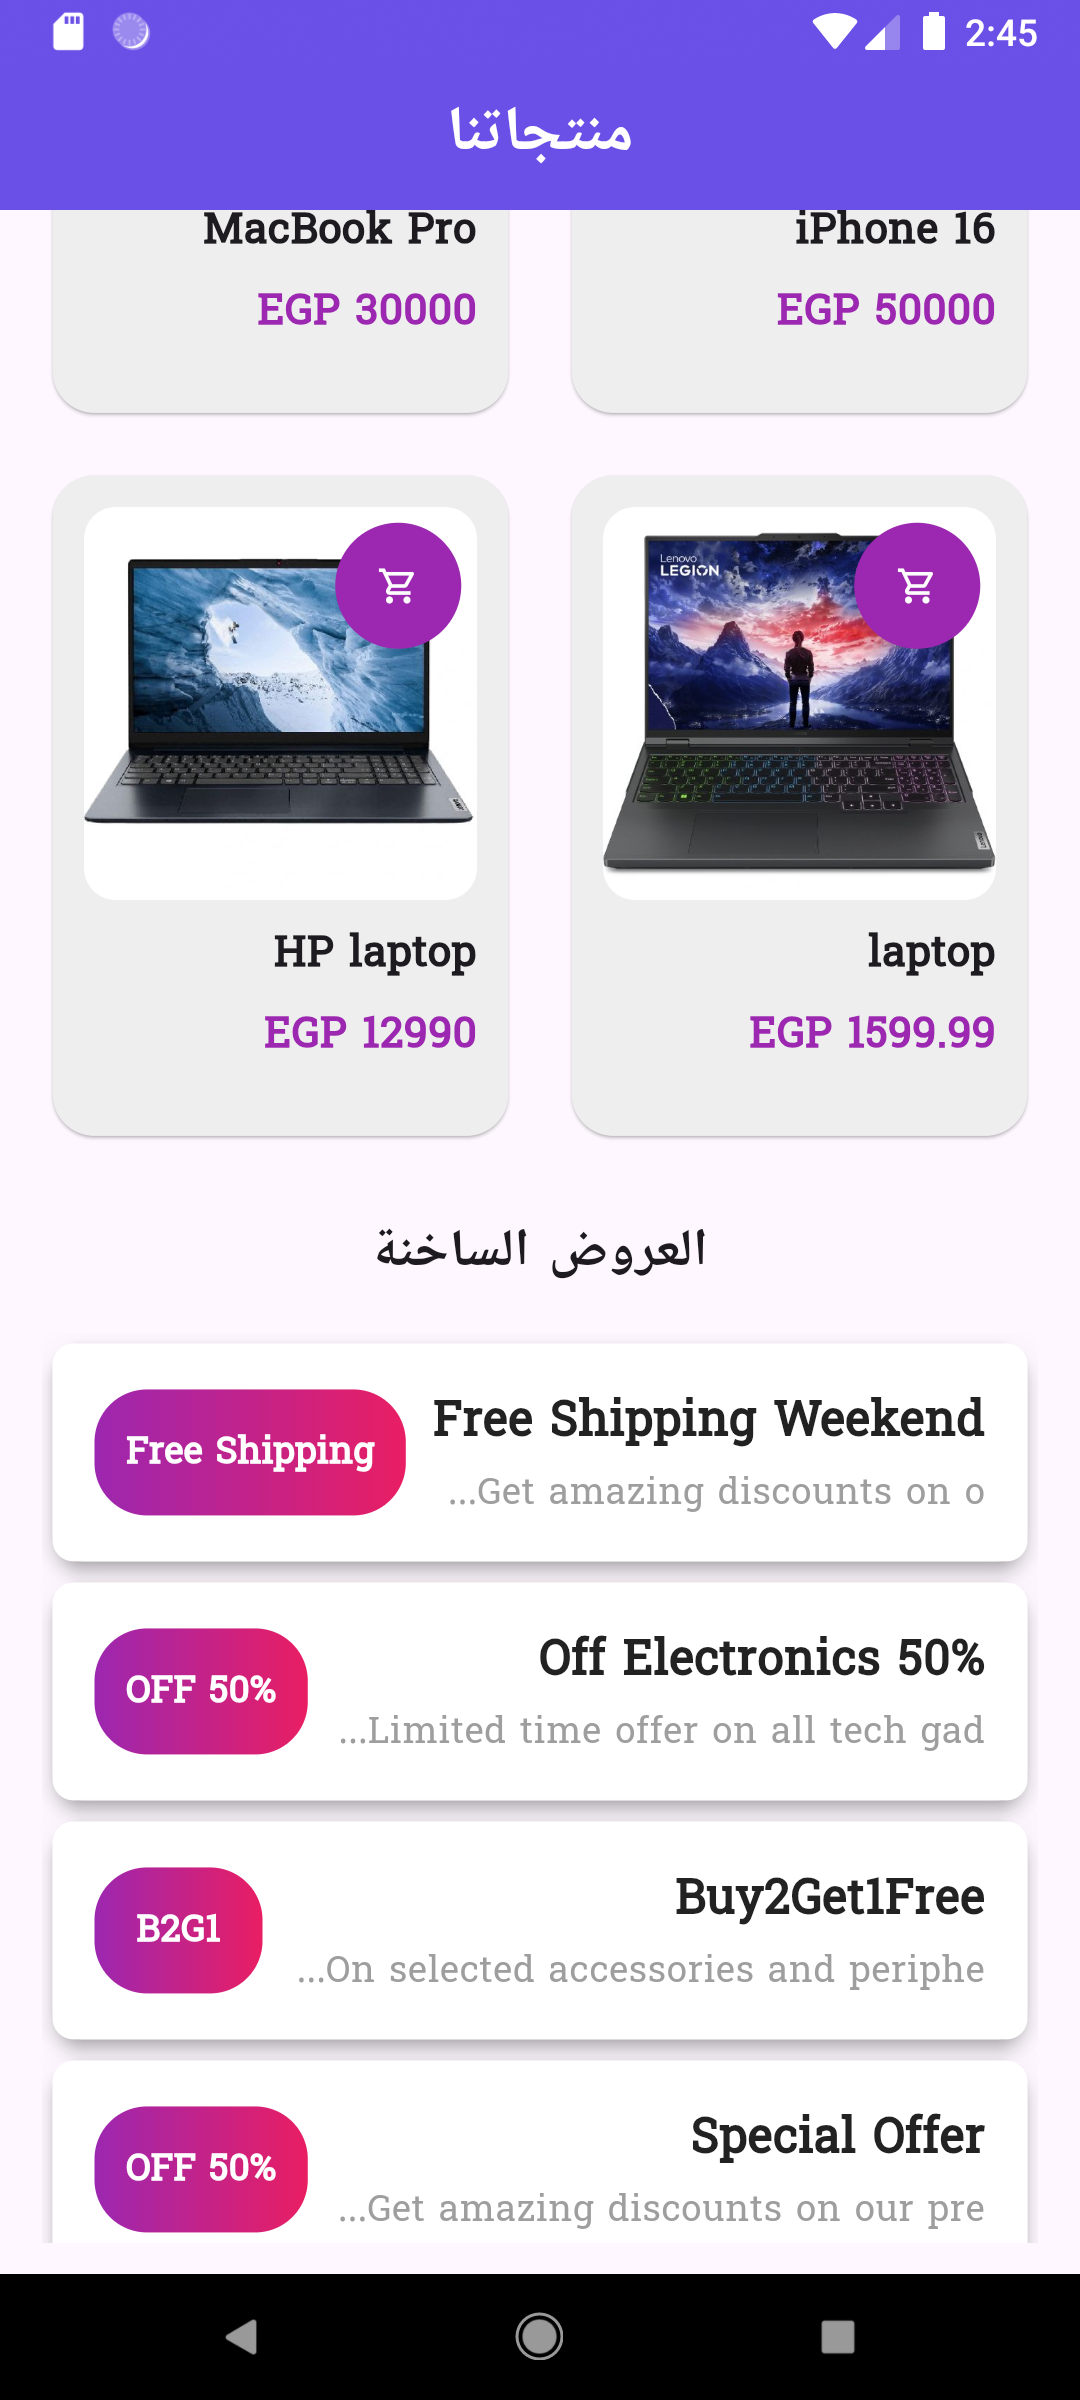 2:45
منتجاتنا
iPhone 16
EGP 50000
MacBook Pro
EGP 30000
Lenovo
LEGION
laptop
EGP 1599.99
HP laptop
EGP 12990
العروض الساخنة
Free Shipping Weekend
...Get amazing discounts on o
Free Shipping
Off Electronics 50%
...Limited time offer on all tech gad
OFF 50%
Buy2Get1Free
...On selected accessories and periphe
B2G1
Special Offer
...Get amazing discounts on our pre
OFF 50%